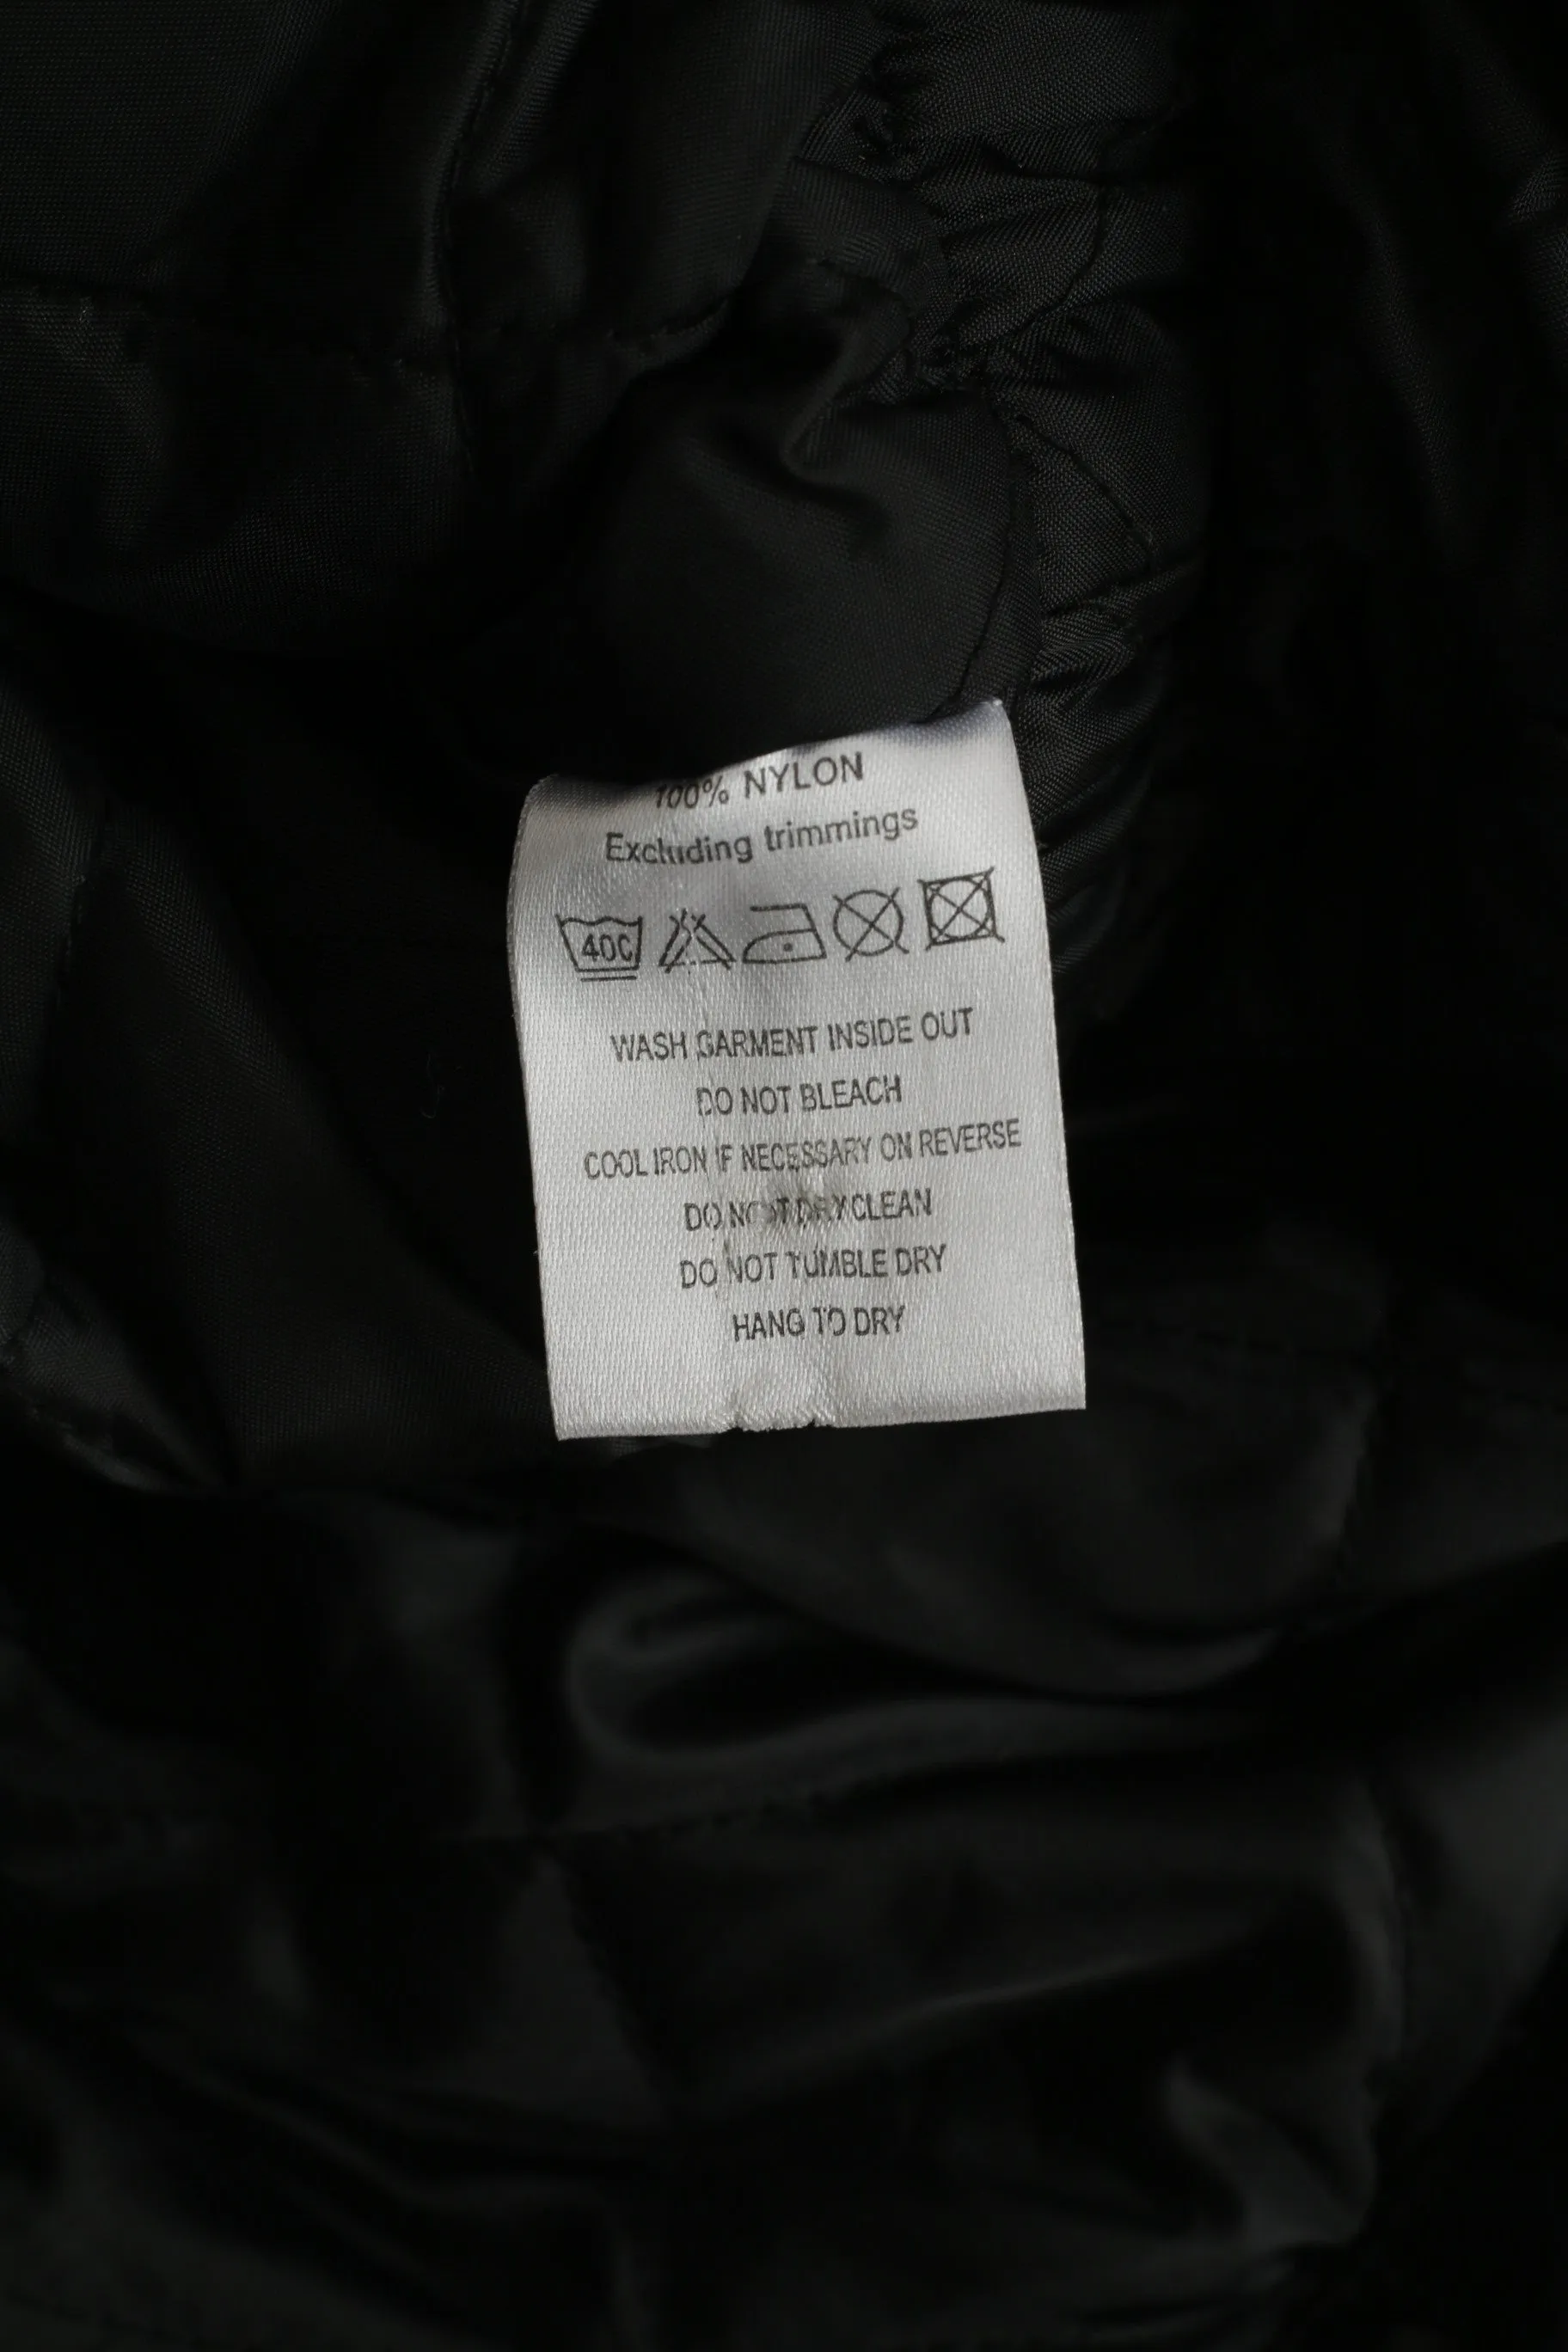 100% NYLON
Excluding trimmings
40C
WASH GARMENT INSIDE OUT
DO NOT BLEACH
COOL IRON IF NECESSARY ON REVERSE
DO NOT DRY CLEAN
DO NOT TUMBLE DRY
HANG TO DRY